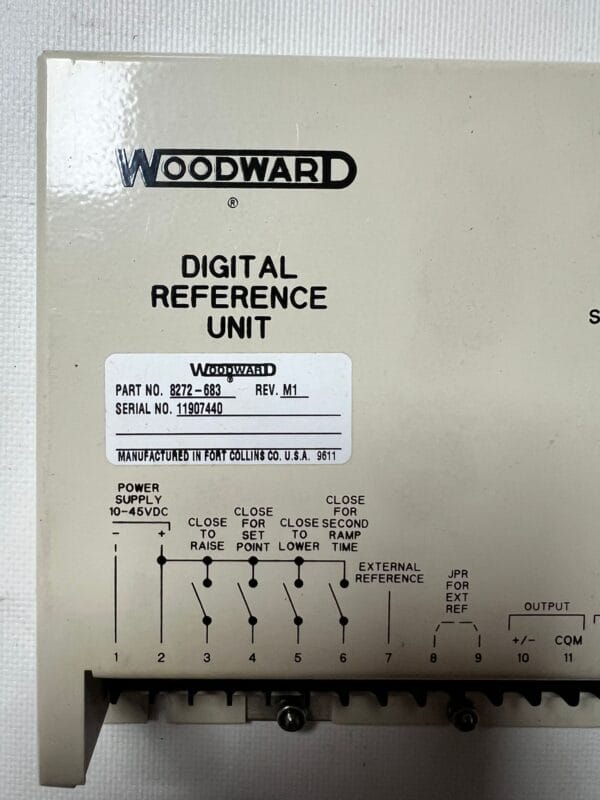 WOODWARD
®
DIGITAL
REFERENCE
UNIT
S
WOODWARD
®
PART NO. 8272-683 REV. M1
SERIAL NO. 11907440
MANUFACTURED IN FORT COLLINS CO. U.S.A. 9611
POWER
SUPPLY
10-45VDC
- +
CLOSE
TO
RAISE
CLOSE
FOR
SET
POINT
CLOSE
TO
LOWER
CLOSE
FOR
SECOND
RAMP
TIME
EXTERNAL
REFERENCE
JPR
FOR
EXT
REF
OUTPUT
+/- COM
1 2 3 4 5 6 7 8 9 10 11